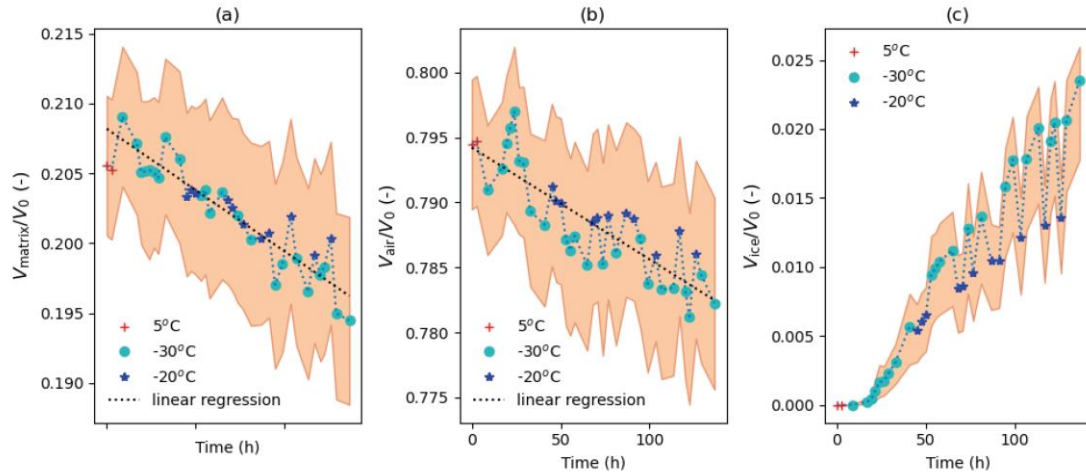 (a)
0.215
0.210
0.205
0.200
0.195
0.190
V_matrix/V_0 (-)
5°C
-30°C
-20°C
linear regression
Time (h)
(b)
0.800
0.795
0.790
0.785
0.780
0.775
V_air/V_0 (-)
5°C
-30°C
-20°C
linear regression
0 50 100
Time (h)
(c)
0.025
0.020
0.015
0.010
0.005
0.000
V_ice/V_0 (-)
5°C
-30°C
-20°C
0 50 100
Time (h)